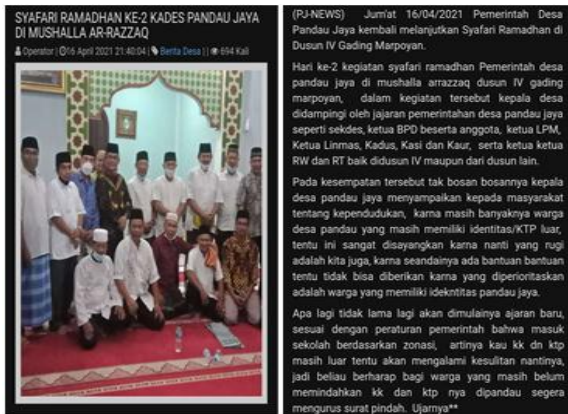 SYAFARI RAMADHAN KE-2 KADES PANDAU JAYA
DI MUSHALLA AR-RAZZAQ
Operator | 16 April 2021 21:40:04 | Berita Desa | | 694 Kali
(PJ-NEWS) Jum'at 16/04/2021 Pemerintah Desa
Pandau Jaya kembali melanjutkan Syafari Ramadhan di
Dusun IV Gading Marpoyan.
Hari ke-2 kegiatan syafari ramadhan Pemerintah desa
pandau jaya di mushalla arrazzaq dusun IV gading
marpoyan, dalam kegiatan tersebut kepala desa
didampingi oleh jajaran pemerintahan desa pandau jaya
seperti sekdes, ketua BPD beserta anggota, ketua LPM,
Ketua Linmas, Kadus, Kasi dan Kaur, serta ketua ketua
RW dan RT baik didusun IV maupun dari dusun lain.
Pada kesempatan tersebut tak bosan bosannya kepala
desa pandau jaya menyampaikan kepada masyarakat
tentang kependudukan, karna masih banyaknya warga
desa pandau yang masih memiliki identitas/KTP luar,
tentu ini sangat disayangkan karna nanti yang rugi
adalah kita juga, karna seandainya ada bantuan bantuan
tentu tidak bisa diberikan karna yang diperioritaskan
adalah warga yang memiliki idekntitas pandau jaya.
Apa lagi tidak lama lagi akan dimulainya ajaran baru,
sesuai dengan peraturan pemerintah bahwa masuk
sekolah berdasarkan zonasi, artinya kau kk dn ktp
masih luar tentu akan mengalami kesulitan nantinya,
jadi beliau berharap bagi warga yang masih belum
memindahkan kk dan ktp nya dipandau segera
mengurus surat pindah. Ujarnya**